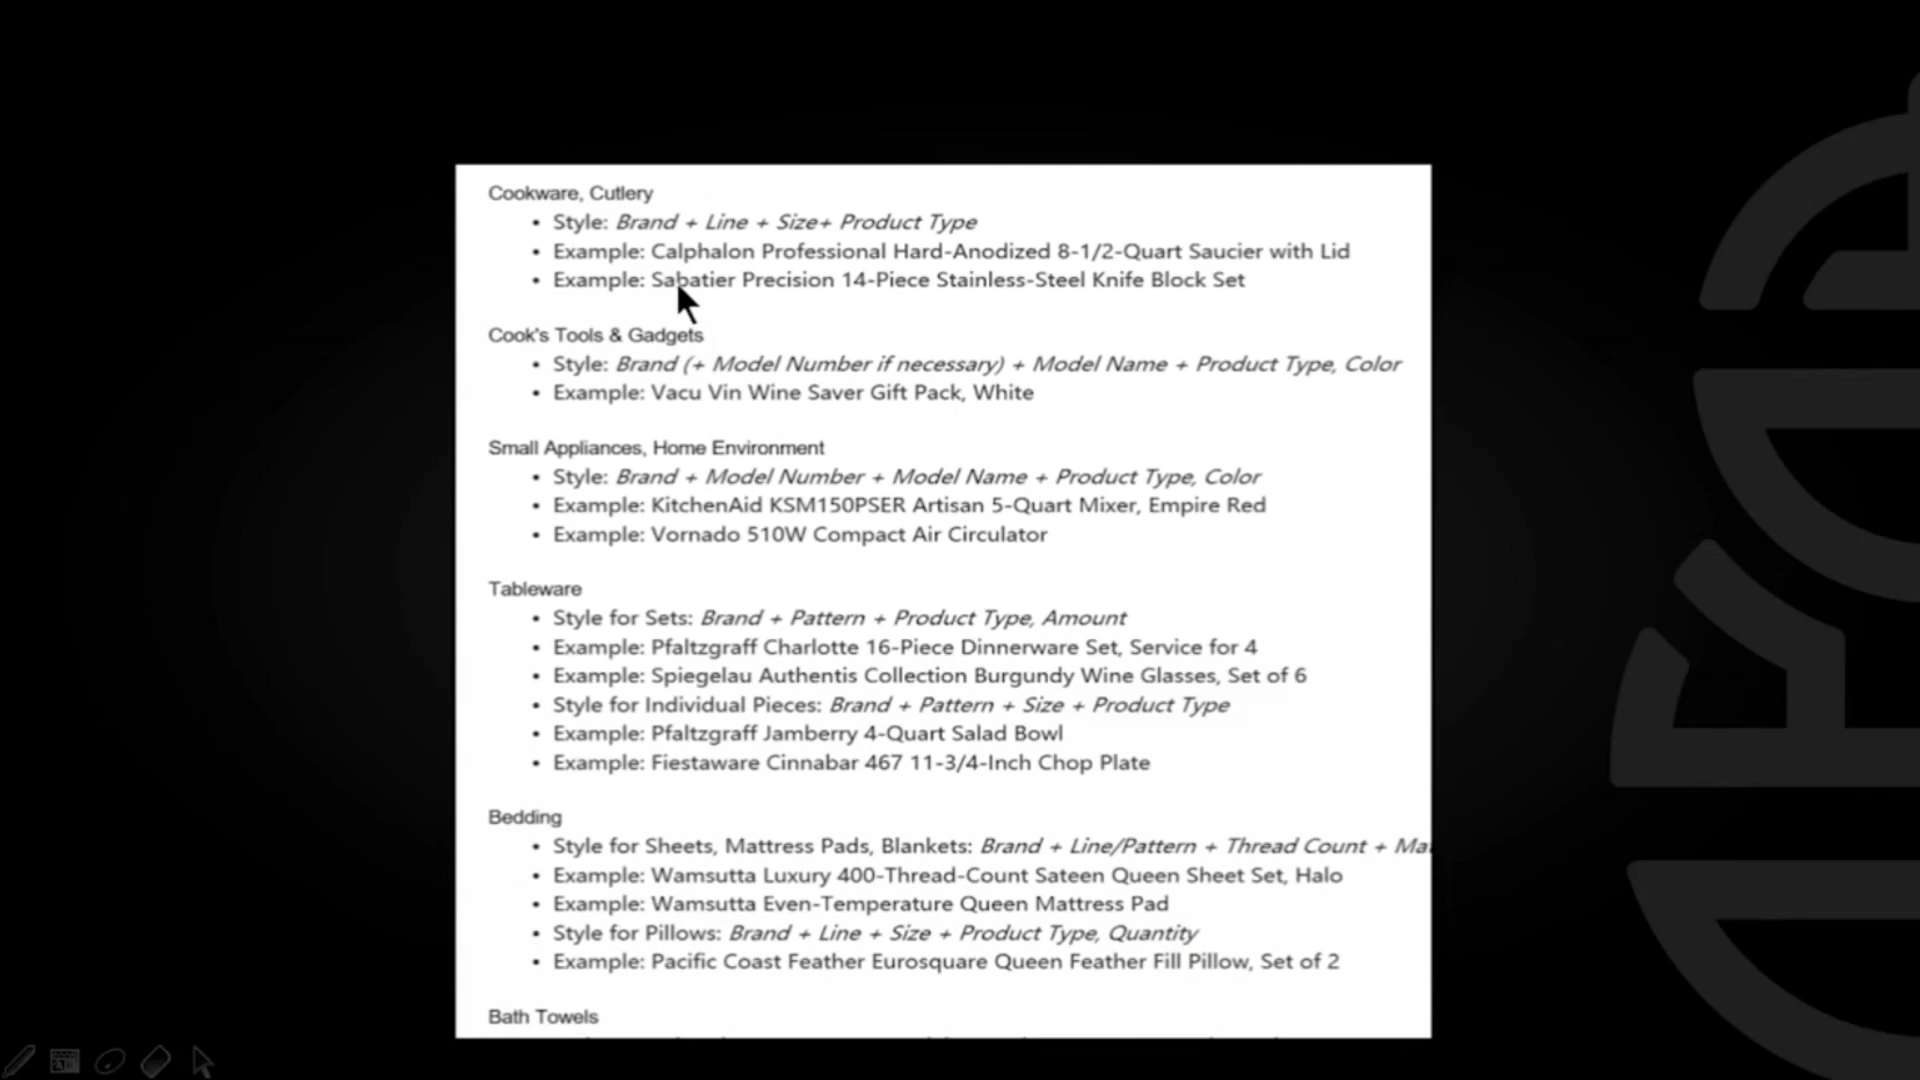 Cookware, Cutlery
• Style: Brand + Line + Size+ Product Type
• Example: Calphalon Professional Hard-Anodized 8-1/2-Quart Saucier with Lid
• Example: Sabatier Precision 14-Piece Stainless-Steel Knife Block Set
Cook's Tools & Gadgets
• Style: Brand (+ Model Number if necessary) + Model Name + Product Type, Color
• Example: Vacu Vin Wine Saver Gift Pack, White
Small Appliances, Home Environment
• Style: Brand + Model Number + Model Name + Product Type, Color
• Example: KitchenAid KSM150PSER Artisan 5-Quart Mixer, Empire Red
• Example: Vornado 510W Compact Air Circulator
Tableware
• Style for Sets: Brand + Pattern + Product Type, Amount
• Example: Pfaltzgraff Charlotte 16-Piece Dinnerware Set, Service for 4
• Example: Spiegelau Authentis Collection Burgundy Wine Glasses, Set of 6
• Style for Individual Pieces: Brand + Pattern + Size + Product Type
• Example: Pfaltzgraff Jamberry 4-Quart Salad Bowl
• Example: Fiestaware Cinnabar 467 11-3/4-Inch Chop Plate
Bedding
• Style for Sheets, Mattress Pads, Blankets: Brand + Line/Pattern + Thread Count +
• Example: Wamsutta Luxury 400-Thread-Count Sateen Queen Sheet Set, Halo
• Example: Wamsutta Even-Temperature Queen Mattress Pad
• Style for Pillows: Brand + Line + Size + Product Type, Quantity
• Example: Pacific Coast Feather Eurosquare Queen Feather Fill Pillow, Set of 2
Bath Towels